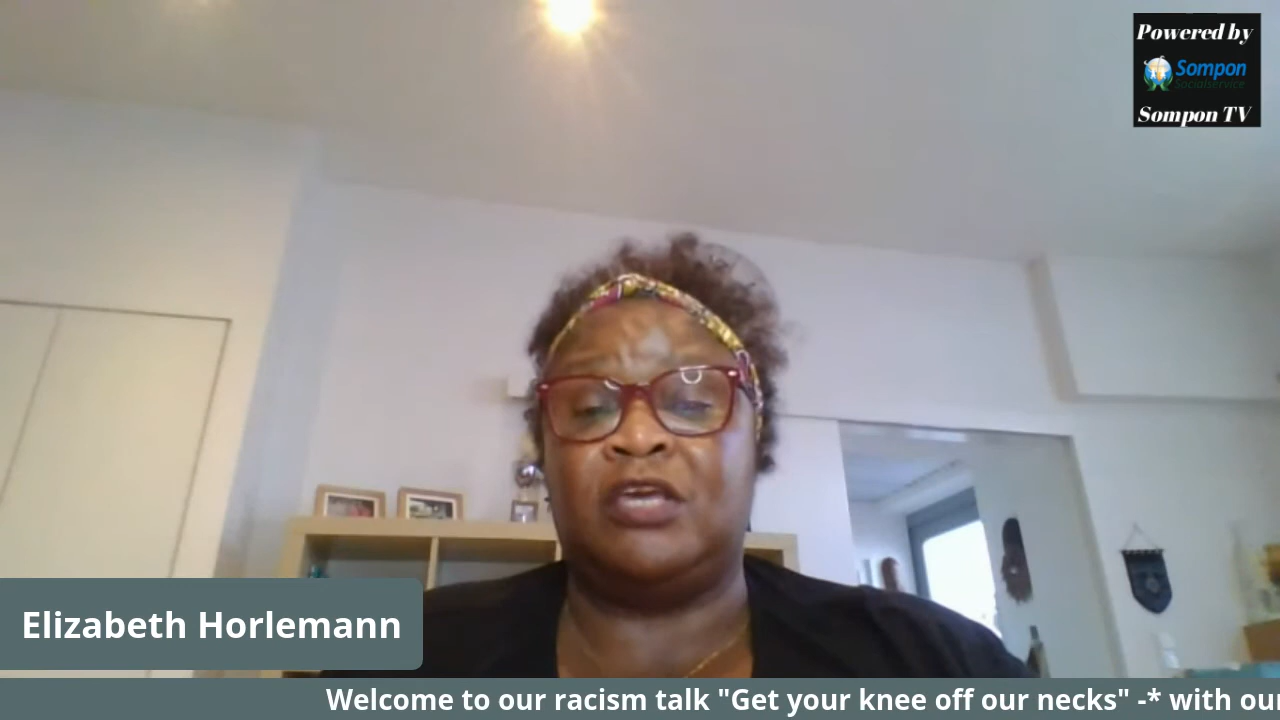 Powered by
Sompon
Socialservice
Sompon TV
Elizabeth Horlemann
Welcome to our racism talk "Get your knee off our necks" -* with our